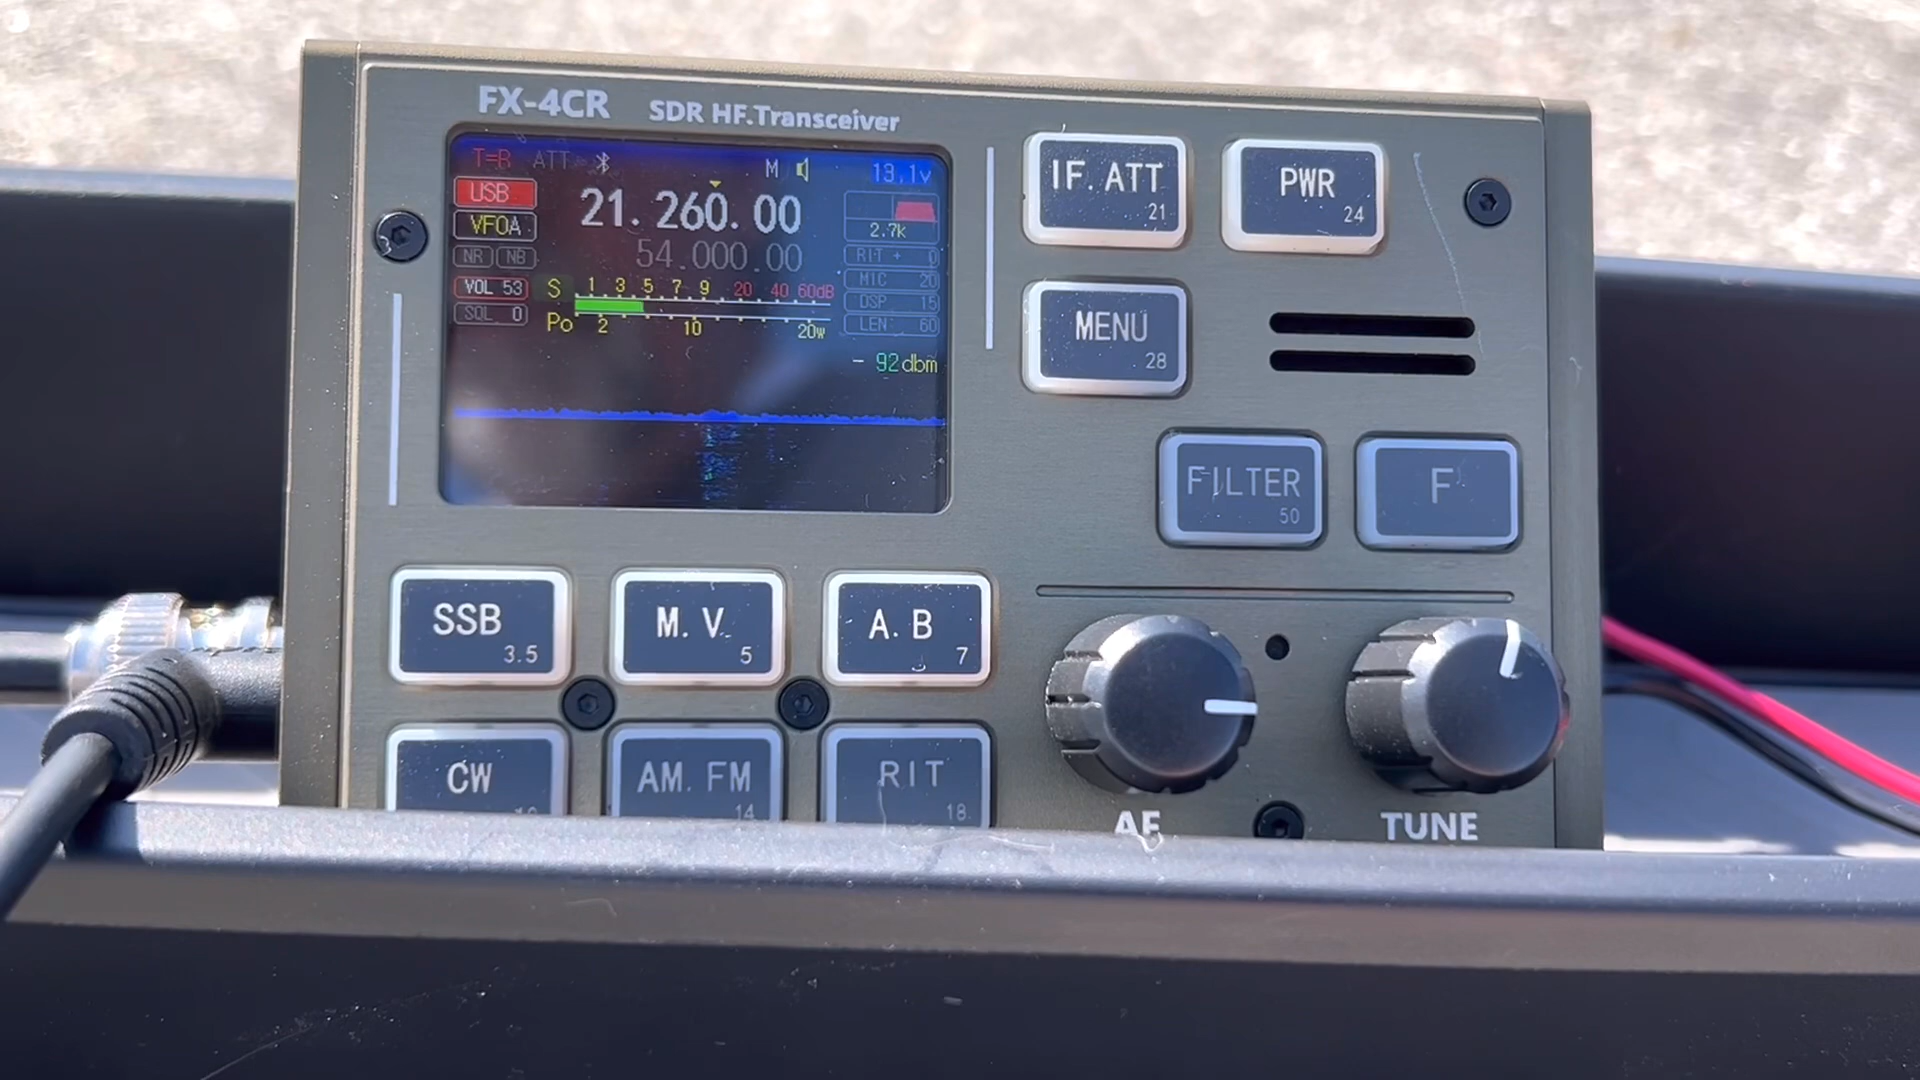 FX-4CR SDR HF.Transceiver
T=R ATT M 13.1v
USB
21.260.00
VFOA
2.7k
54.000.00
NR NB
RIT + 0
VOL 53
S 1 3 5 7 9 20 40 60dB
MIC 20
SQL 0
Po 2 10 20w
DSP 15
LEN 60
- 92dbm
IF.ATT
21
PWR
24
MENU
28
FILTER
50
F
SSB
3.5
M.V
5
A.B
7
CW
AM.FM
14
RIT
18
AF
TUNE